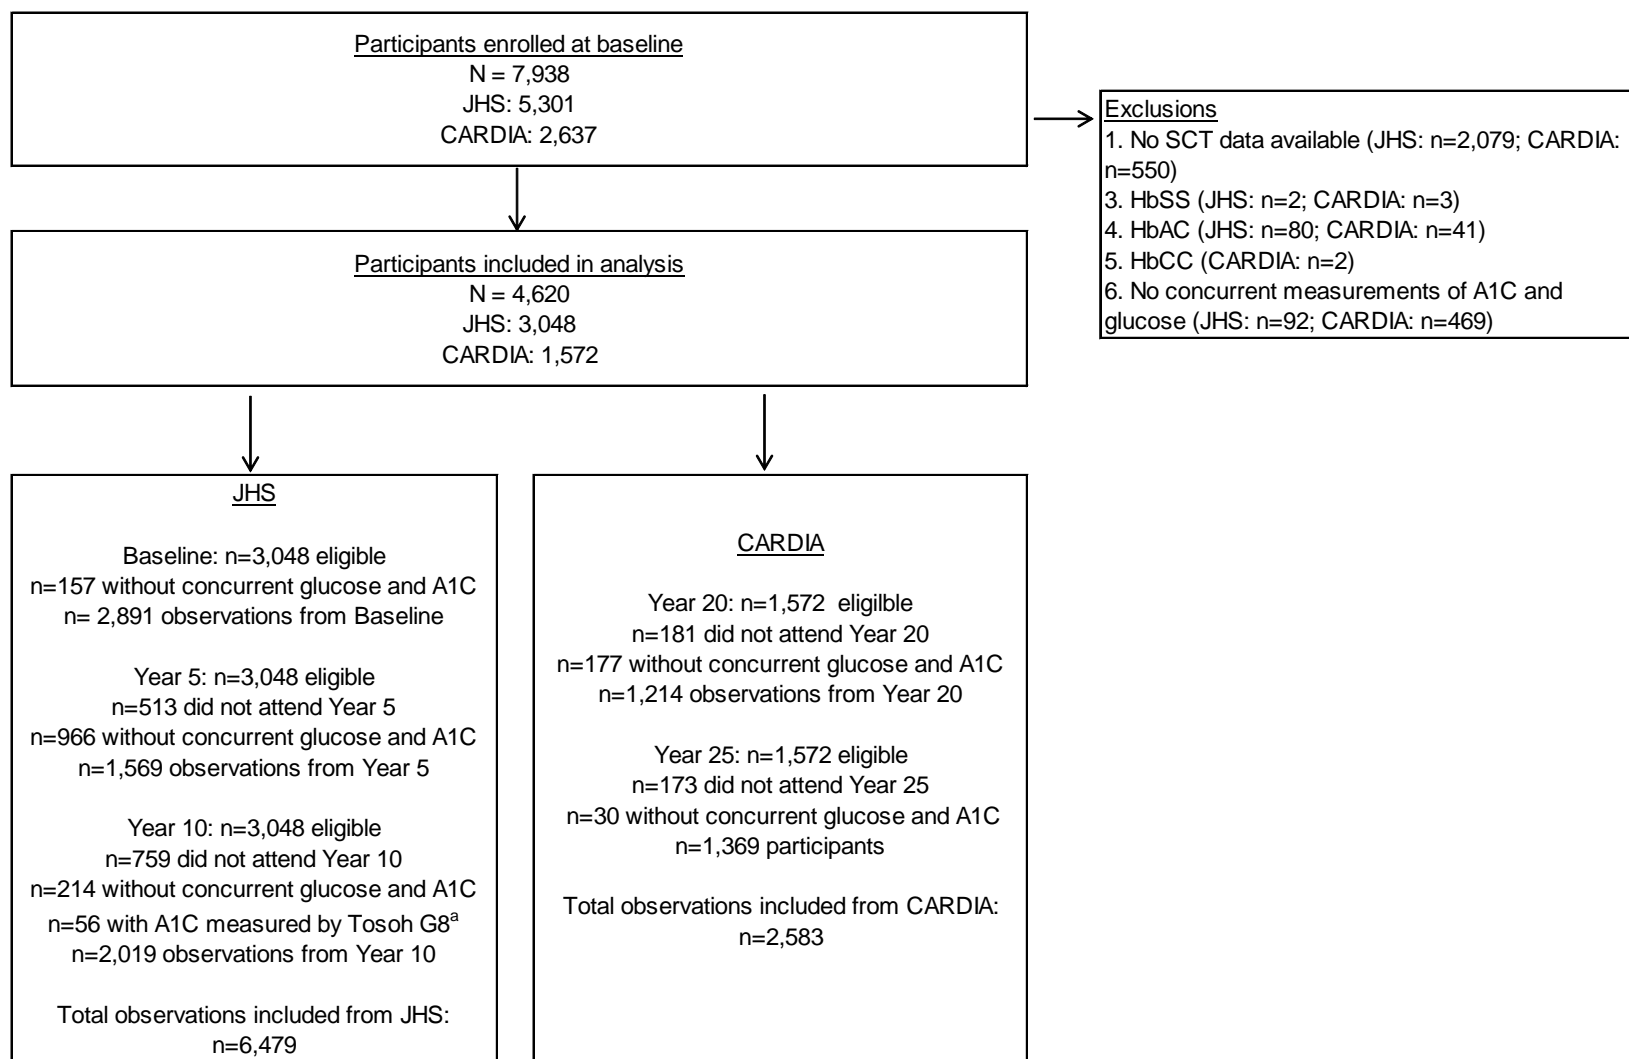 Participants enrolled at baseline
N = 7,938
JHS: 5,301
CARDIA: 2,637
Exclusions
1. No SCT data available (JHS: n=2,079; CARDIA:
n=550)
3. HbSS (JHS: n=2; CARDIA: n=3)
4. HbAC (JHS: n=80; CARDIA: n=41)
5. HbCC (CARDIA: n=2)
6. No concurrent measurements of A1C and
glucose (JHS: n=92; CARDIA: n=469)
Participants included in analysis
N = 4,620
JHS: 3,048
CARDIA: 1,572
JHS
Baseline: n=3,048 eligible
n=157 without concurrent glucose and A1C
n= 2,891 observations from Baseline
Year 5: n=3,048 eligible
n=513 did not attend Year 5
n=966 without concurrent glucose and A1C
n=1,569 observations from Year 5
Year 10: n=3,048 eligible
n=759 did not attend Year 10
n=214 without concurrent glucose and A1C
n=56 with A1C measured by Tosoh G8ᵃ
n=2,019 observations from Year 10
Total observations included from JHS:
n=6,479
CARDIA
Year 20: n=1,572 eligilble
n=181 did not attend Year 20
n=177 without concurrent glucose and A1C
n=1,214 observations from Year 20
Year 25: n=1,572 eligible
n=173 did not attend Year 25
n=30 without concurrent glucose and A1C
n=1,369 participants
Total observations included from CARDIA:
n=2,583